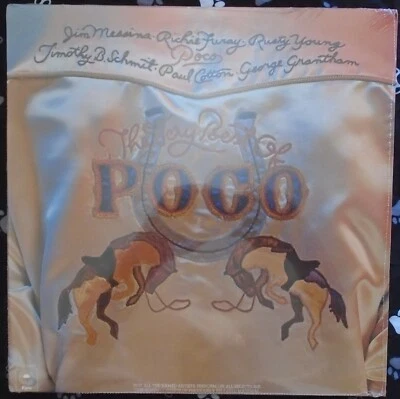 Jim Messina · Richie Furay · Rusty Young
Poco
Timothy B. Schmit · Paul Cotton · George Grantham
The Very Best Of
POCO